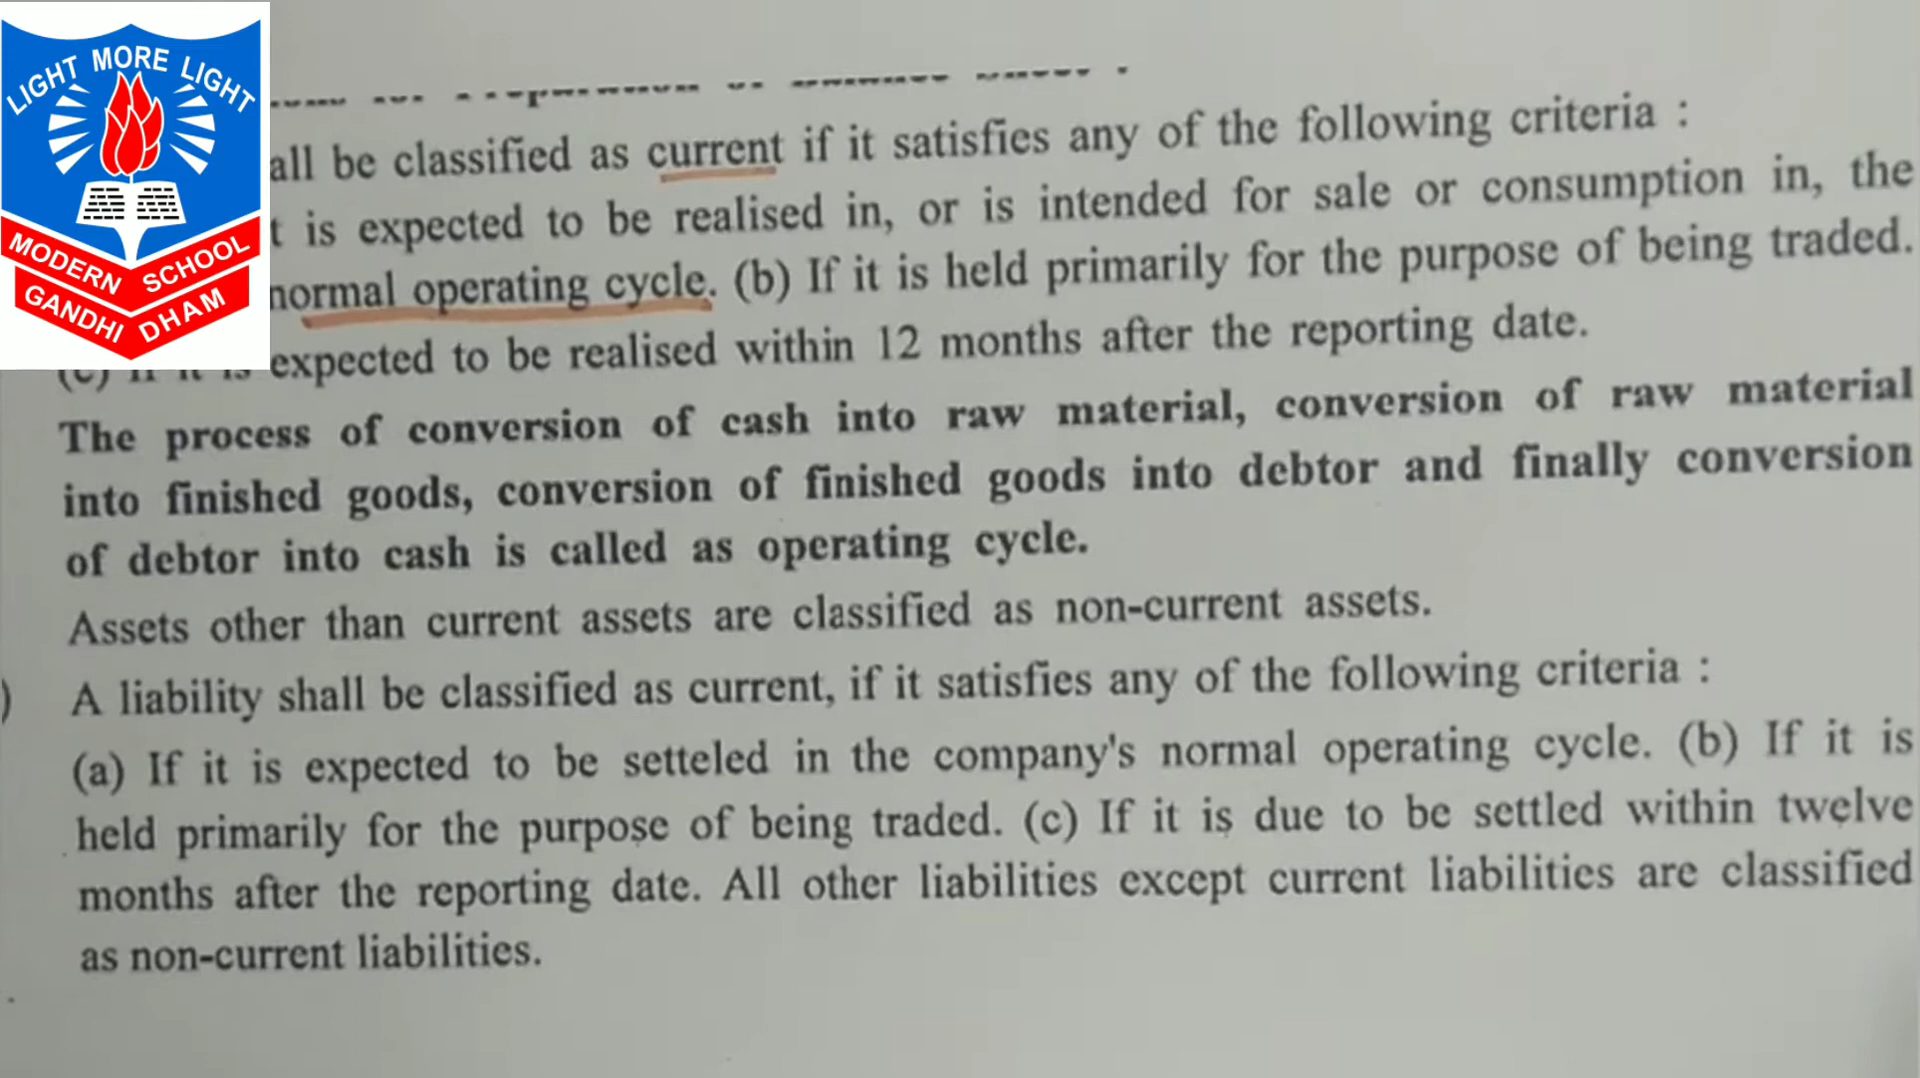 LIGHT MORE LIGHT
MODERN SCHOOL
GANDHI DHAM
for Preparation of Balance Sheet :
all be classified as current if it satisfies any of the following criteria :
t is expected to be realised in, or is intended for sale or consumption in, the
normal operating cycle. (b) If it is held primarily for the purpose of being traded.
(c) If it is expected to be realised within 12 months after the reporting date.
The process of conversion of cash into raw material, conversion of raw material
into finished goods, conversion of finished goods into debtor and finally conversion
of debtor into cash is called as operating cycle.
Assets other than current assets are classified as non-current assets.
) A liability shall be classified as current, if it satisfies any of the following criteria :
(a) If it is expected to be setteled in the company's normal operating cycle. (b) If it is
held primarily for the purpose of being traded. (c) If it is due to be settled within twelve
months after the reporting date. All other liabilities except current liabilities are classified
as non-current liabilities.